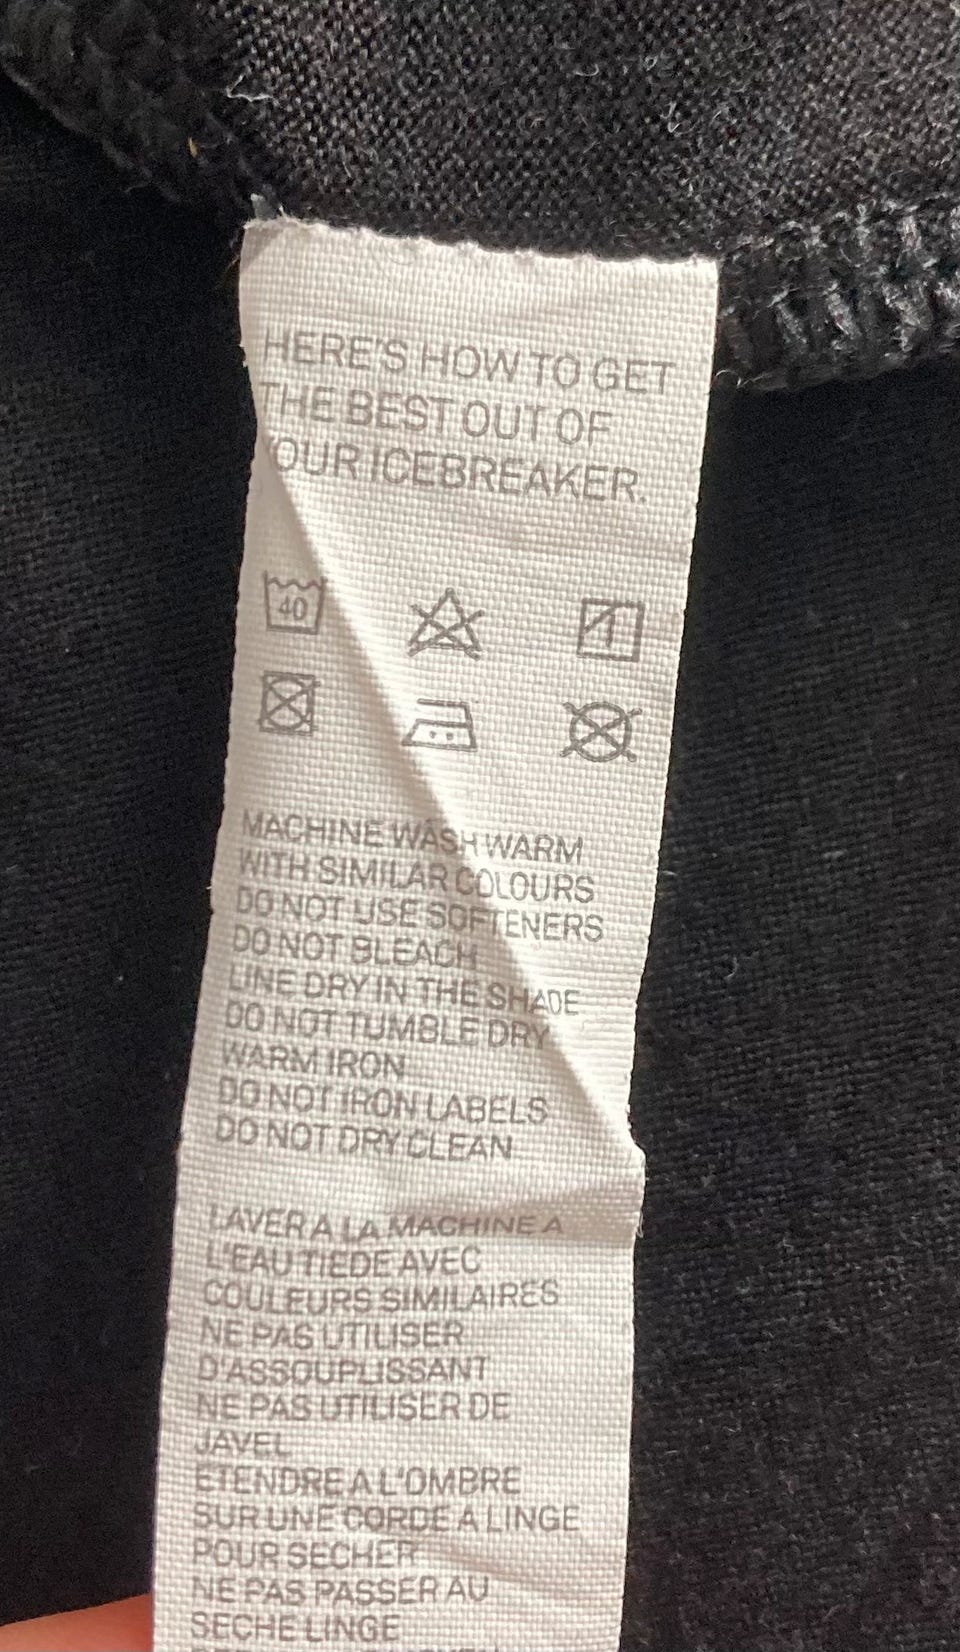 HERE'S HOW TO GET
THE BEST OUT OF
YOUR ICEBREAKER.
40
MACHINE WASH WARM
WITH SIMILAR COLOURS
DO NOT USE SOFTENERS
DO NOT BLEACH
LINE DRY IN THE SHADE
DO NOT TUMBLE DRY
WARM IRON
DO NOT IRON LABELS
DO NOT DRY CLEAN
LAVER A LA MACHINE A
L'EAU TIEDE AVEC
COULEURS SIMILAIRES
NE PAS UTILISER
D'ASSOUPLISSANT
NE PAS UTILISER DE
JAVEL
ETENDRE A L'OMBRE
SUR UNE CORDE A LINGE
POUR SECHER
NE PAS PASSER AU
SECHE LINGE